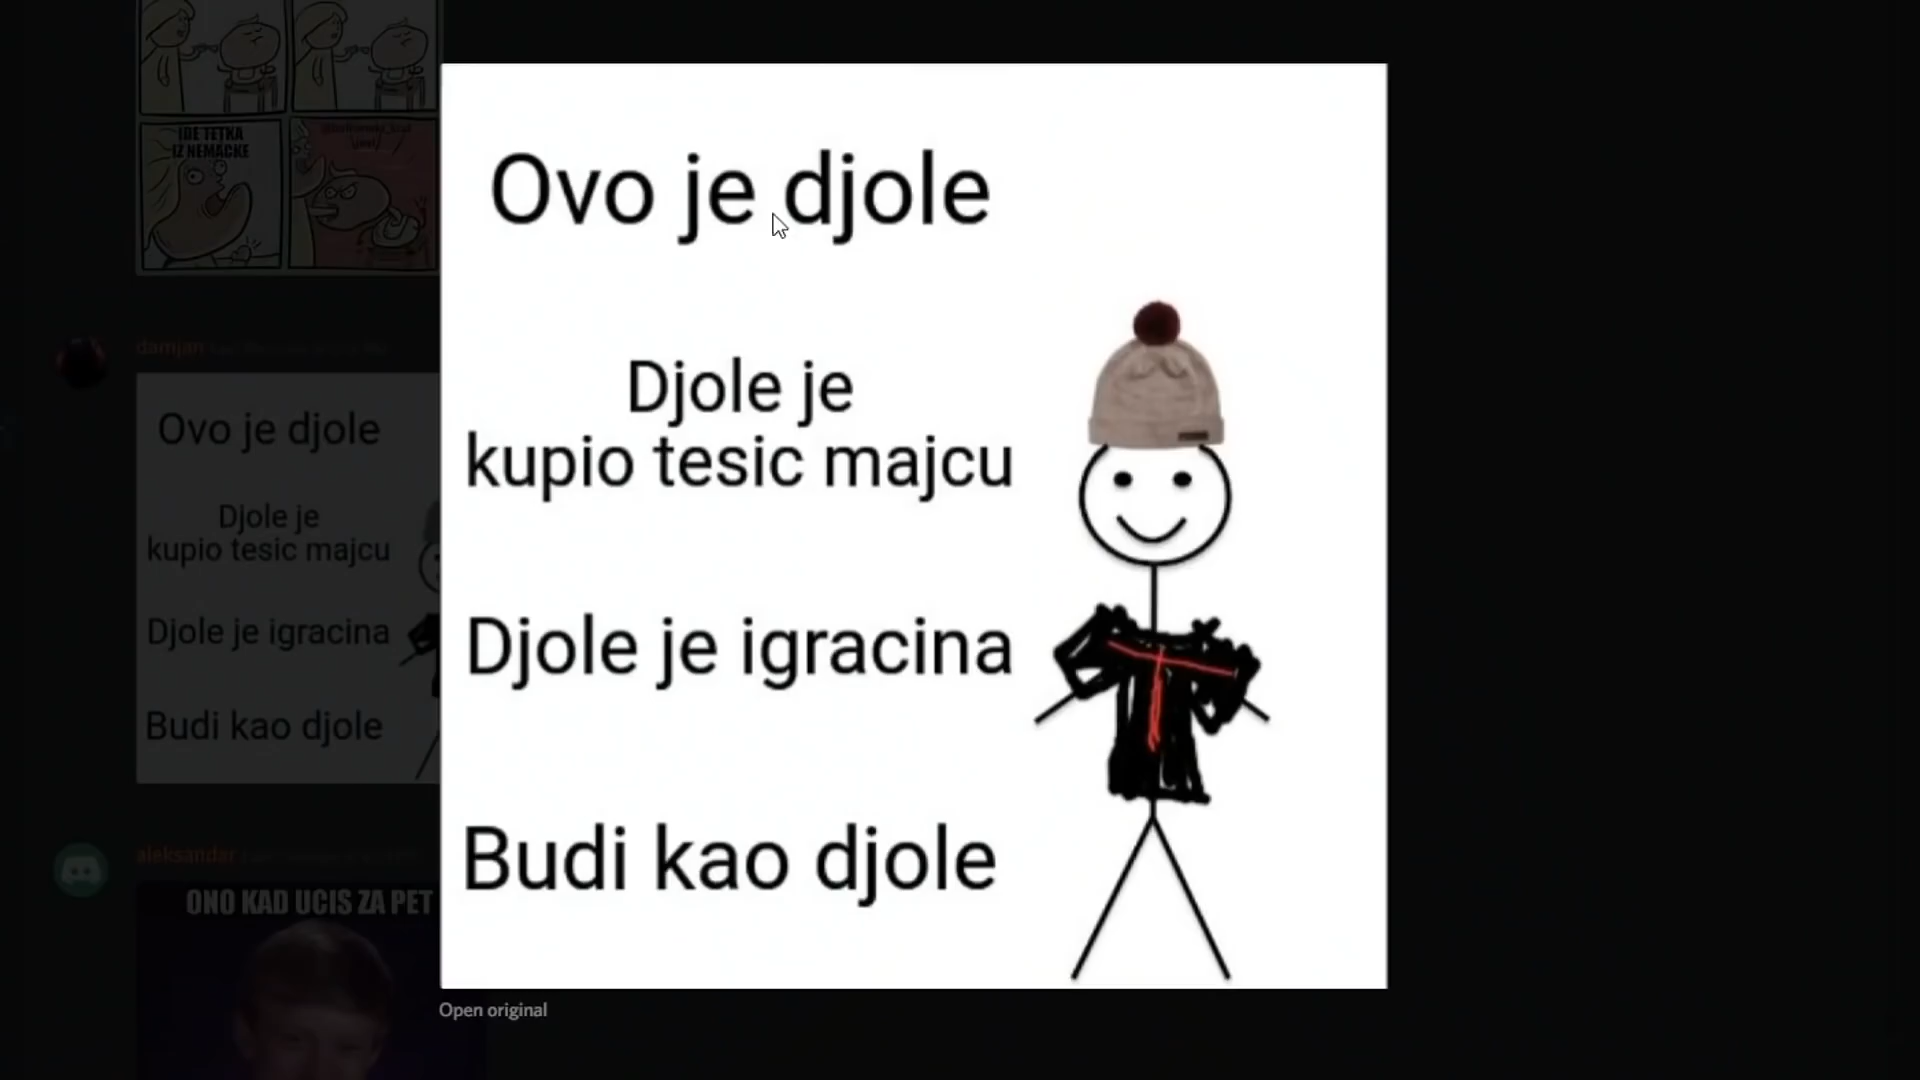 IDE TETKA
IZ NEMACKE
damjan
Ovo je djole
Djole je
kupio tesic majcu
Djole je igracina
Budi kao djole
aleksandar
ONO KAD UCIS ZA PET
Ovo je djole
Djole je
kupio tesic majcu
Djole je igracina
Budi kao djole
Open original